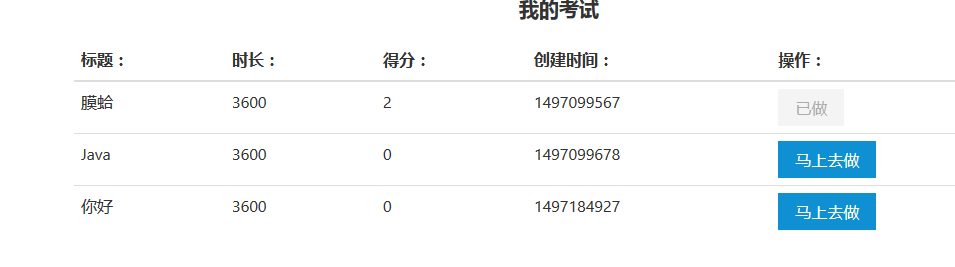 我的考试
标题： 时长： 得分： 创建时间： 操作：
膜蛤 3600 2 1497099567 已做
Java 3600 0 1497099678 马上去做
你好 3600 0 1497184927 马上去做